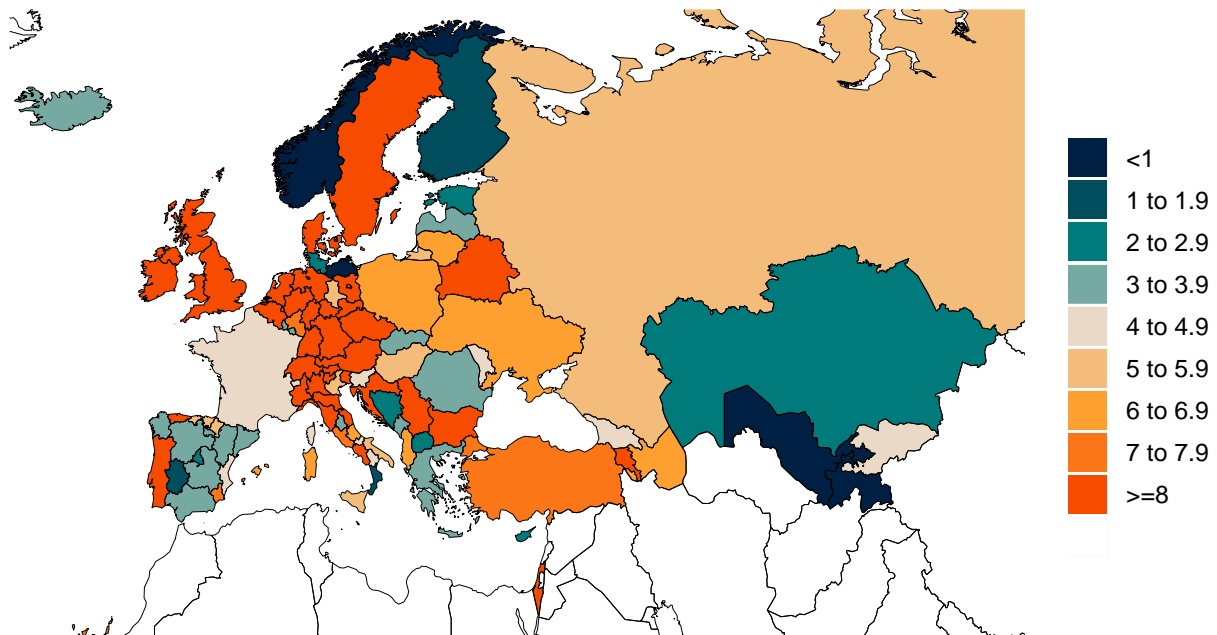 <1
1 to 1.9
2 to 2.9
3 to 3.9
4 to 4.9
5 to 5.9
6 to 6.9
7 to 7.9
>=8